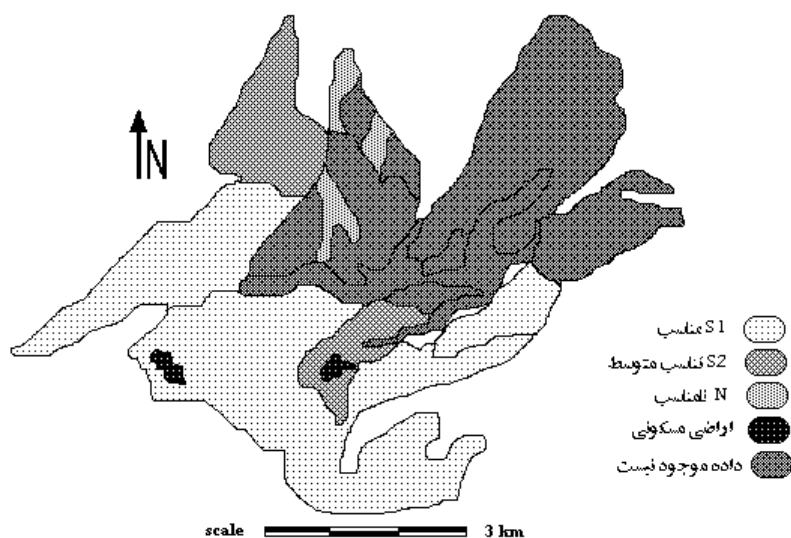 N
مناسب S1
تناسب متوسط S2
نامناسب N
اراضی مسکونی
داده موجود نیست
scale 3 km